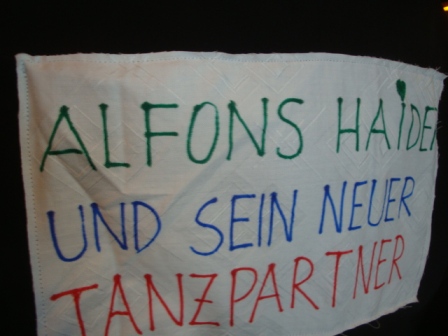 ALFONS HAIDER
UND SEIN NEUER
TANZPARTNER